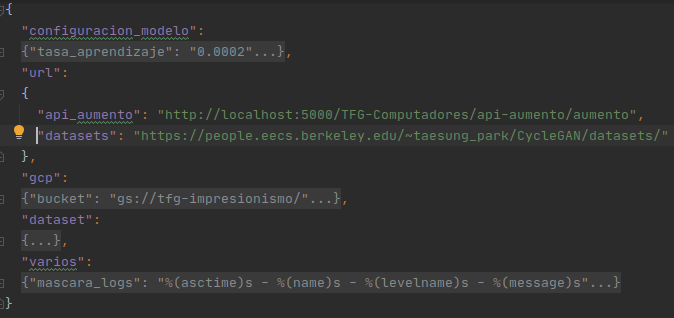 {
"configuracion_modelo":
{"tasa_aprendizaje": "0.0002"...},
"url":
{
"api_aumento": "http://localhost:5000/TFG-Computadores/api-aumento/aumento",
"datasets": "https://people.eecs.berkeley.edu/~taesung_park/CycleGAN/datasets/"
},
"gcp":
{"bucket": "gs://tfg-impresionismo/"...},
"dataset":
{...},
"varios":
{"mascara_logs": "%(asctime)s - %(name)s - %(levelname)s - %(message)s"...}
}